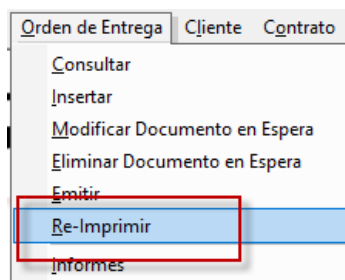 Orden de Entrega Cliente Contrato
Consultar
Insertar
Modificar Documento en Espera
Eliminar Documento en Espera
Emitir
Re-Imprimir
Informes